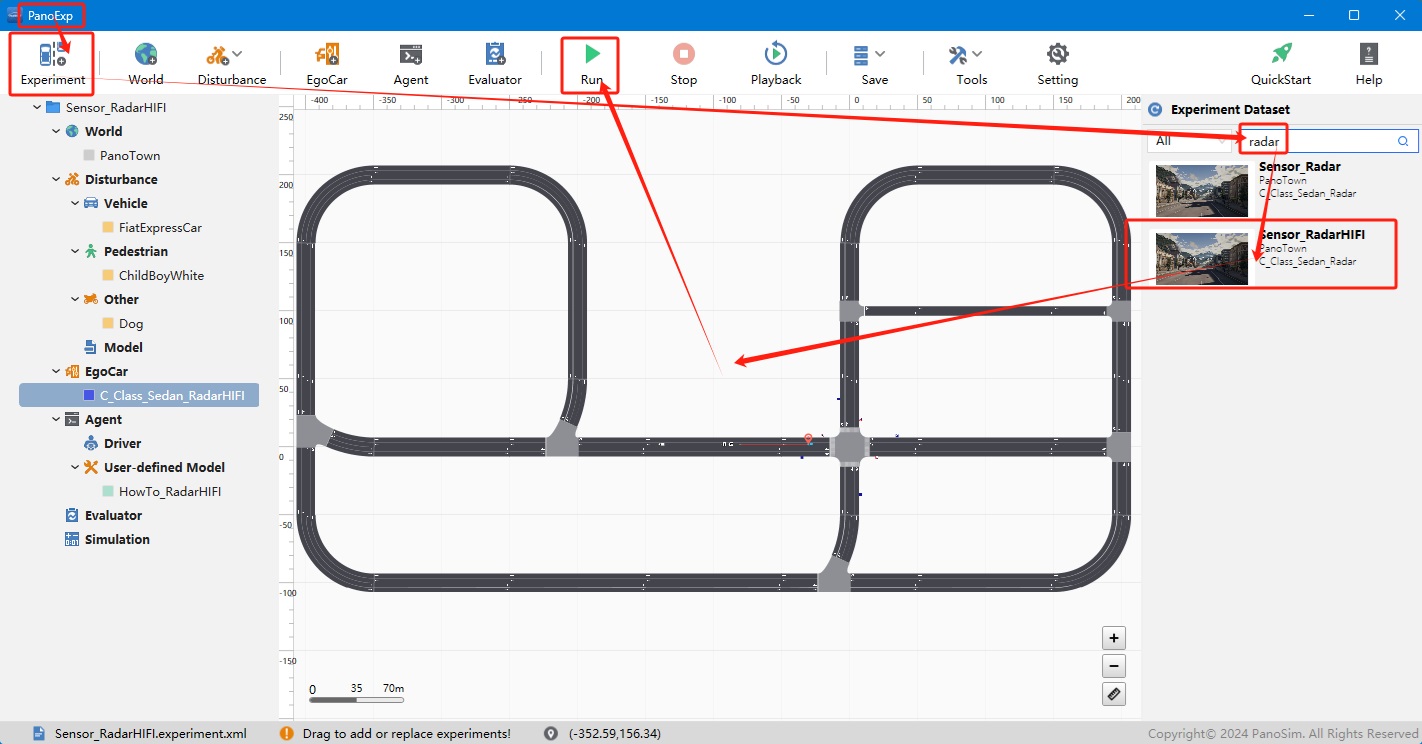 PanoExp
Experiment World Disturbance EgoCar Agent Evaluator Run Stop Playback Save Tools Setting QuickStart Help
Sensor_RadarHIFI
World
PanoTown
Disturbance
Vehicle
FiatExpressCar
Pedestrian
ChildBoyWhite
Other
Dog
Model
EgoCar
C_Class_Sedan_RadarHIFI
Agent
Driver
User-defined Model
HowTo_RadarHIFI
Evaluator
Simulation
-400 -350 -300 -250 -200 -150 -100 -50 0 50 100 150 200
250
200
150
100
50
0
-50
-100
-150
0 35 70m
+
−
Experiment Dataset
All radar
Sensor_Radar
PanoTown
C_Class_Sedan_Radar
Sensor_RadarHIFI
PanoTown
C_Class_Sedan_Radar
Sensor_RadarHIFI.experiment.xml Drag to add or replace experiments! (-352.59,156.34) Copyright© 2024 PanoSim. All Rights Reserved